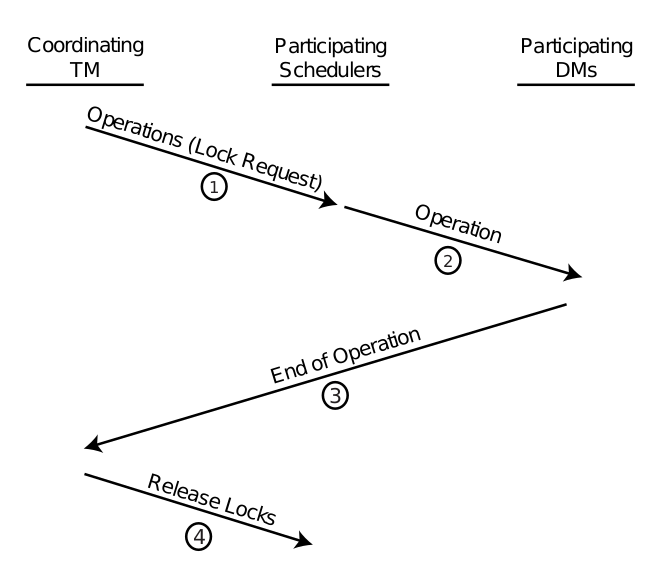 Coordinating
TM
Participating
Schedulers
Participating
DMs
Operations (Lock Request)
1
Operation
2
End of Operation
3
Release Locks
4